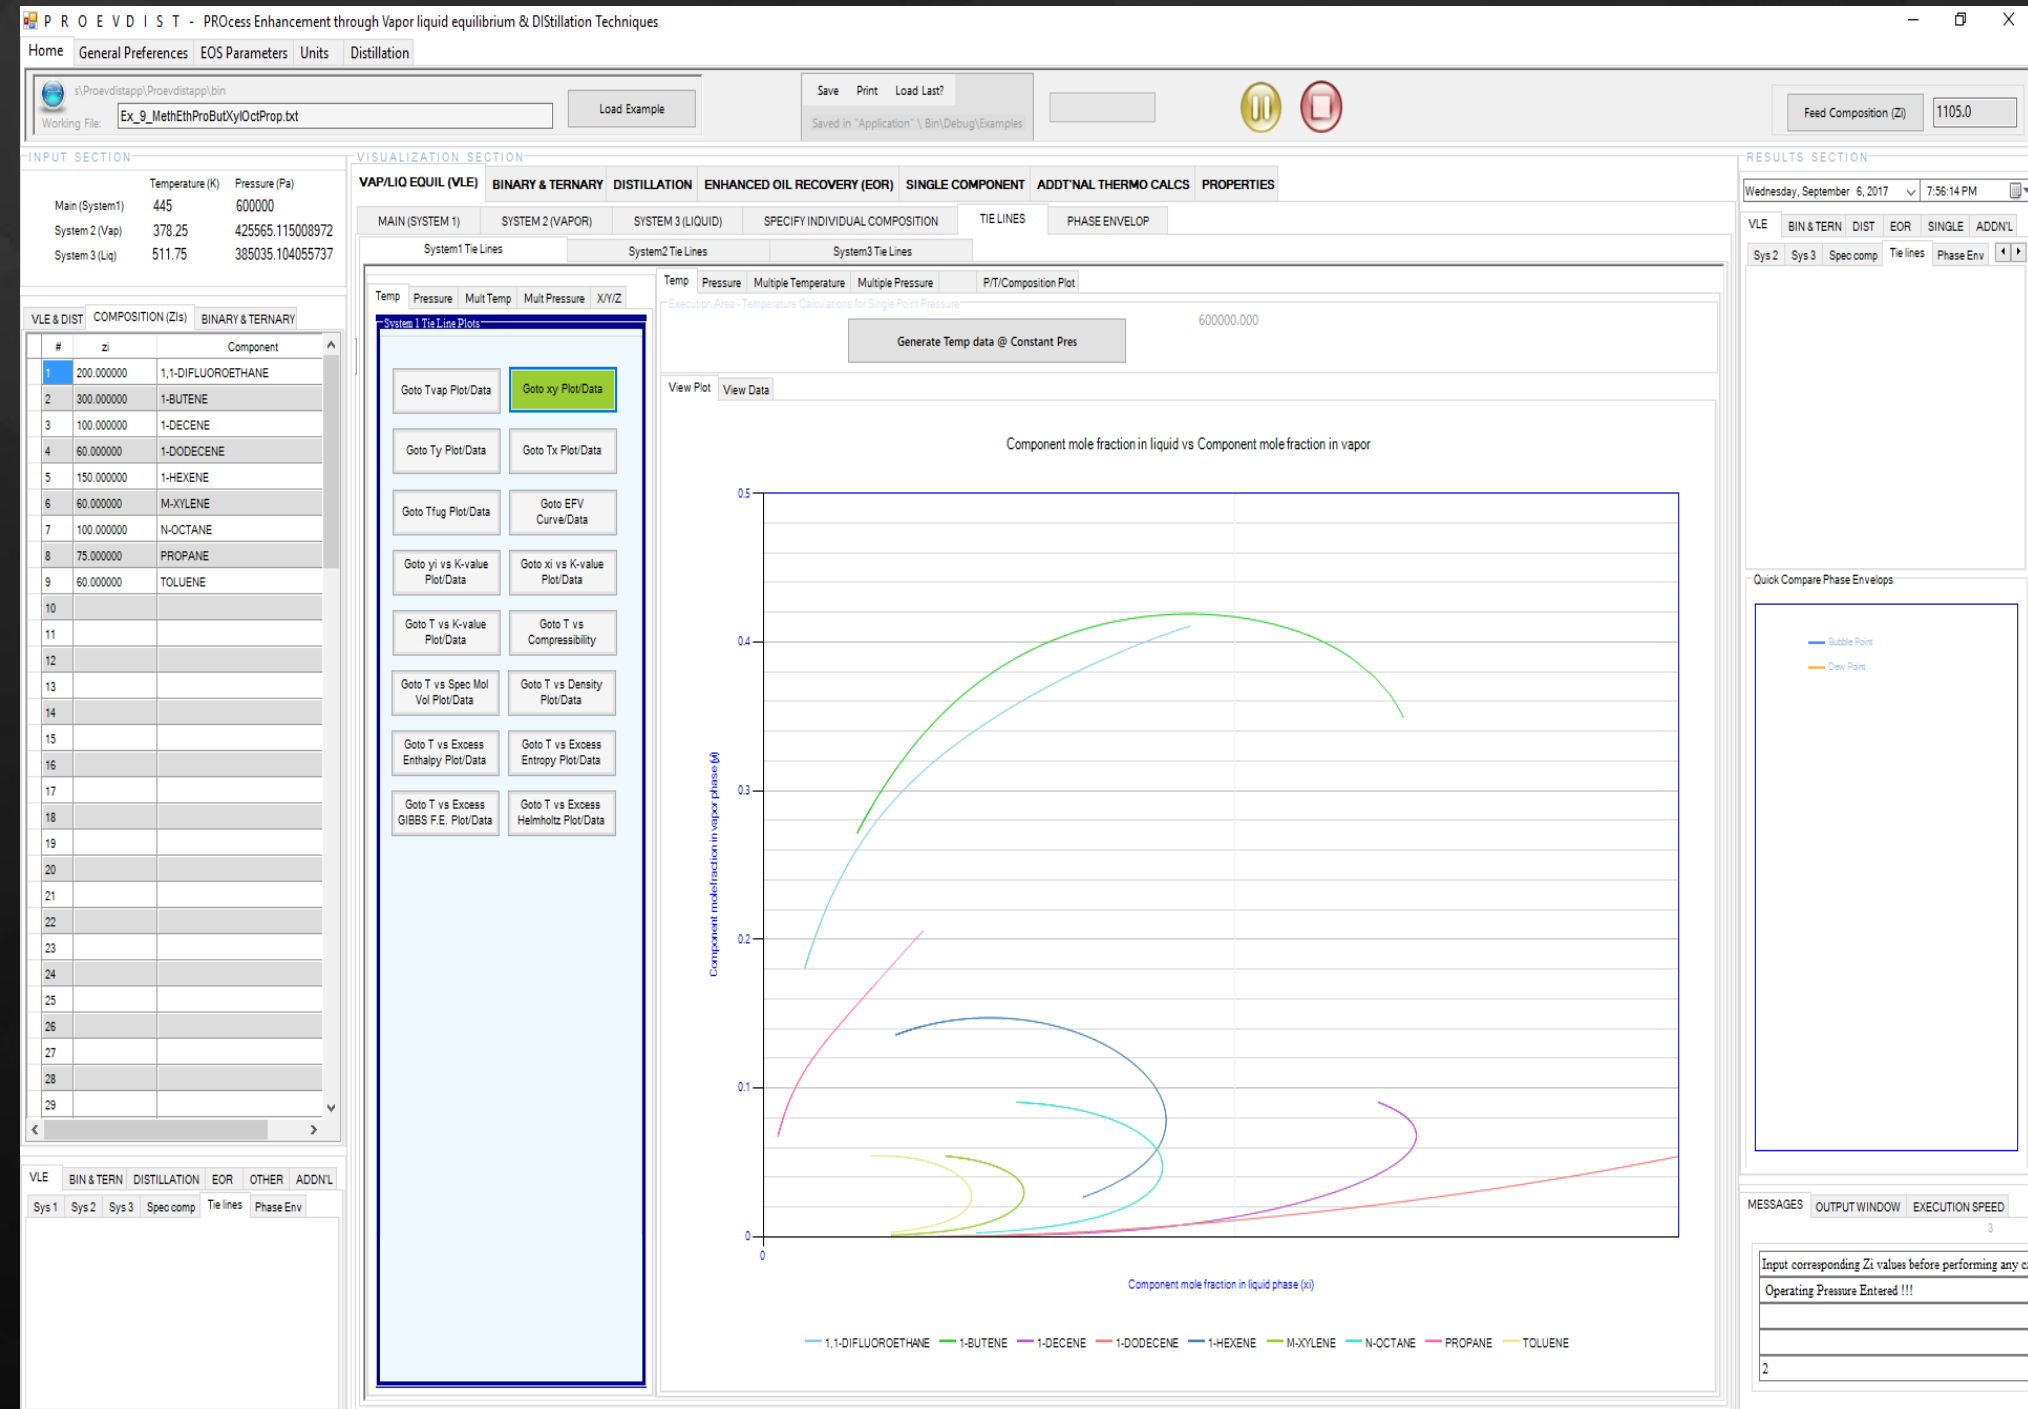 P R O E V D I S T - PROcess Enhancement through Vapor liquid equilibrium & DIStillation Techniques
Home General Preferences EOS Parameters Units Distillation
s\Proevdistapp\Proevdistapp\bin
Working File: Ex_9_MethEthProButXylOctProp.txt
Load Example
Save Print Load Last?
Saved in "Application" \ Bin\Debug\Examples
Feed Composition (Zi) 1105.0
INPUT SECTION
Temperature (K) Pressure (Pa)
Main (System1) 445 600000
System 2 (Vap) 378.25 425565.115008972
System 3 (Liq) 511.75 385035.104055737
VLE & DIST COMPOSITION (ZIs) BINARY & TERNARY
# zi Component
1 200.000000 1,1-DIFLUOROETHANE
2 300.000000 1-BUTENE
3 100.000000 1-DECENE
4 60.000000 1-DODECENE
5 150.000000 1-HEXENE
6 60.000000 M-XYLENE
7 100.000000 N-OCTANE
8 75.000000 PROPANE
9 60.000000 TOLUENE
10
11
12
13
14
15
16
17
18
19
20
21
22
23
24
25
26
27
28
29
VLE BIN & TERN DISTILLATION EOR OTHER ADDN'L
Sys 1 Sys 2 Sys 3 Spec comp Tie lines Phase Env
VISUALIZATION SECTION
VAP/LIQ EQUIL (VLE) BINARY & TERNARY DISTILLATION ENHANCED OIL RECOVERY (EOR) SINGLE COMPONENT ADDT'NAL THERMO CALCS PROPERTIES
MAIN (SYSTEM 1) SYSTEM 2 (VAPOR) SYSTEM 3 (LIQUID) SPECIFY INDIVIDUAL COMPOSITION TIE LINES PHASE ENVELOP
System1 Tie Lines System2 Tie Lines System3 Tie Lines
Temp Pressure Mult Temp Mult Pressure X/Y/Z
System 1 Tie Line Plots
Goto Tvap Plot/Data Goto xy Plot/Data
Goto Ty Plot/Data Goto Tx Plot/Data
Goto Tfug Plot/Data Goto EFV Curve/Data
Goto yi vs K-value Plot/Data Goto xi vs K-value Plot/Data
Goto T vs K-value Plot/Data Goto T vs Compressibility
Goto T vs Spec Mol Vol Plot/Data Goto T vs Density Plot/Data
Goto T vs Excess Enthalpy Plot/Data Goto T vs Excess Entropy Plot/Data
Goto T vs Excess GIBBS F.E. Plot/Data Goto T vs Excess Helmholtz Plot/Data
Temp Pressure Multiple Temperature Multiple Pressure P/T/Composition Plot
Execution Area - Temperature Calculations for Single Point Pressure
Generate Temp data @ Constant Pres
600000.000
View Plot View Data
Component mole fraction in liquid vs Component mole fraction in vapor
0.5
0.4
0.3
0.2
0.1
0
0
Component mole fraction in vapor phase (yi)
Component mole fraction in liquid phase (xi)
1,1-DIFLUOROETHANE 1-BUTENE 1-DECENE 1-DODECENE 1-HEXENE M-XYLENE N-OCTANE PROPANE TOLUENE
RESULTS SECTION
Wednesday, September 6, 2017 7:56:14 PM
VLE BIN & TERN DIST EOR SINGLE ADDN'L
Sys 2 Sys 3 Spec comp Tie lines Phase Env
Quick Compare Phase Envelops
Bubble Point
Dew Point
MESSAGES OUTPUT WINDOW EXECUTION SPEED
3
Input corresponding Zi values before performing any c
Operating Pressure Entered !!!
2